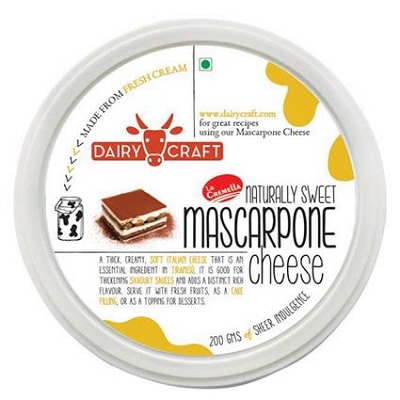 MADE FROM FRESH CREAM
www.dairycraft.com
for great recipes
using our Mascarpone Cheese
DAIRY CRAFT
La
Cremella
NATURALLY SWEET
MASCARPONE
cheese
A THICK, CREAMY, SOFT ITALIAN CHEESE THAT IS AN
ESSENTIAL INGREDIENT IN TIRAMISÙ, IT IS GOOD FOR
THICKENING SAVOURY SAUCES AND ADDS A DISTINCT RICH
FLAVOUR. SERVE IT WITH FRESH FRUITS, AS A CAKE
FILLING, OR AS A TOPPING FOR DESSERTS.
200 GMS of SHEER INDULGENCE